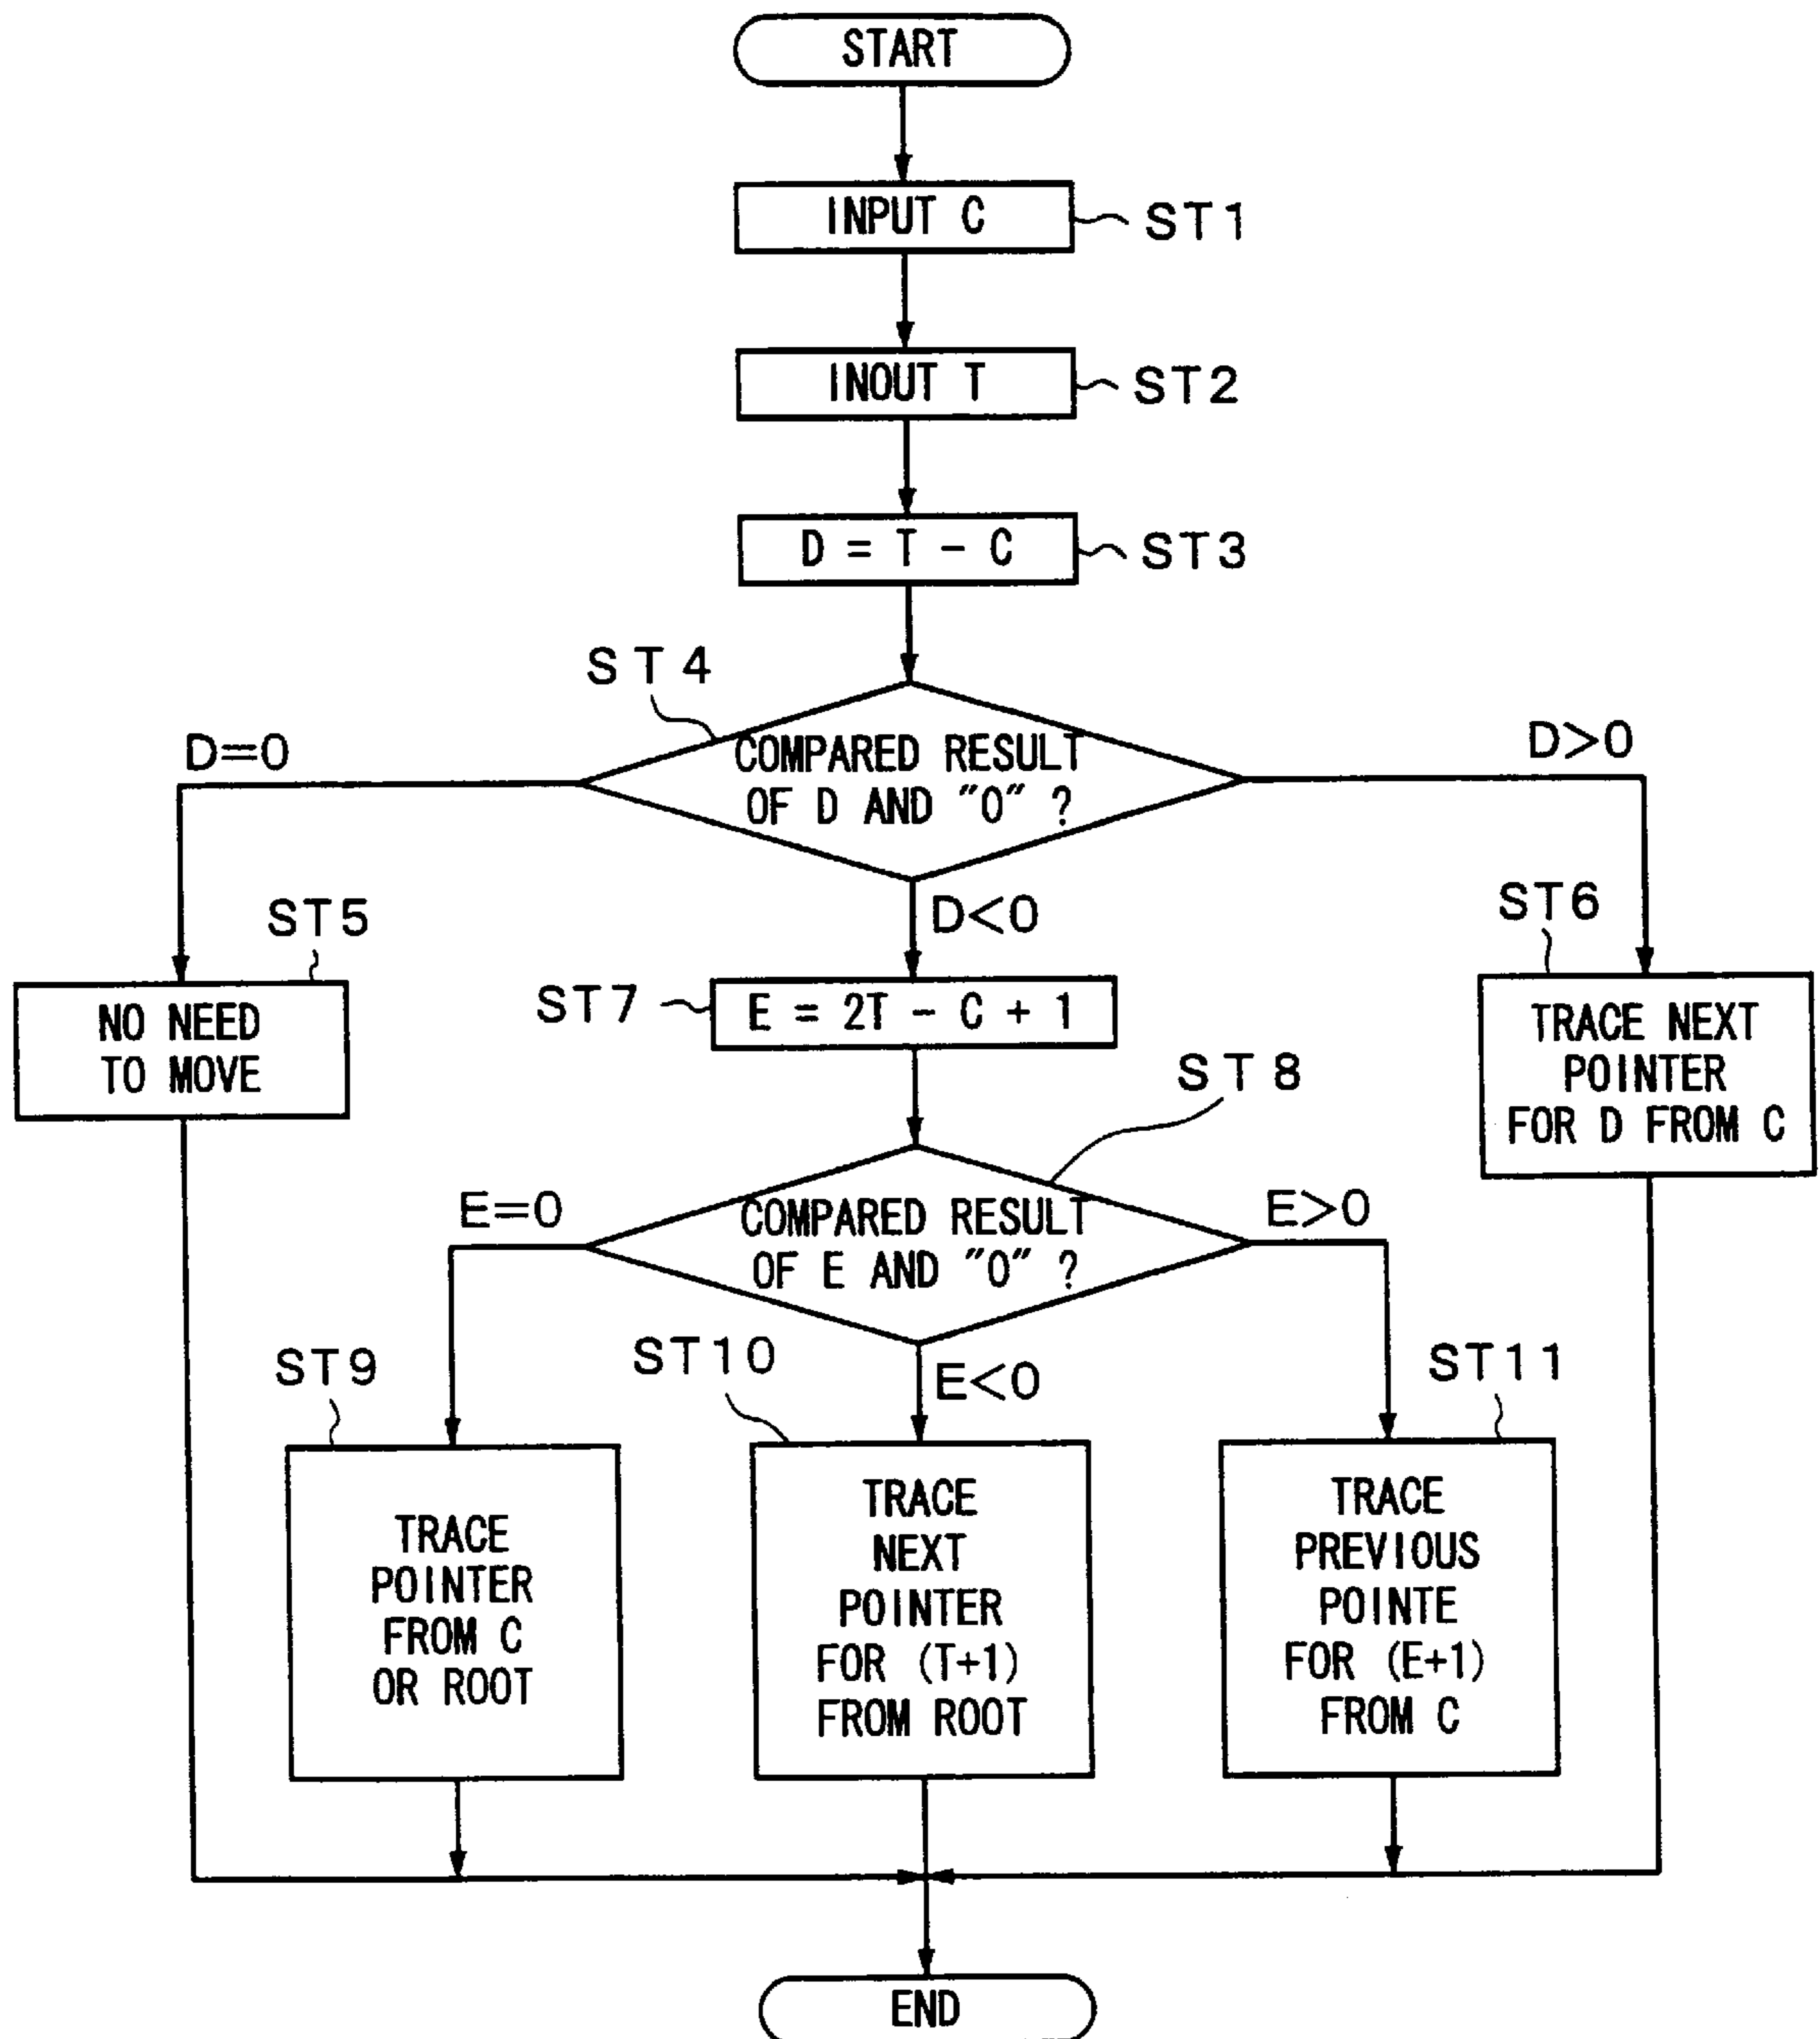 START
INPUT C
ST1
INOUT T
ST2
D = T - C
ST3
ST4
D=0
COMPARED RESULT
OF D AND "0" ?
D>0
D<0
ST5
NO NEED
TO MOVE
ST6
TRACE NEXT
POINTER
FOR D FROM C
ST7
E = 2T - C + 1
ST8
E=0
COMPARED RESULT
OF E AND "0" ?
E>0
E<0
ST9
TRACE
POINTER
FROM C
OR ROOT
ST10
TRACE
NEXT
POINTER
FOR (T+1)
FROM ROOT
ST11
TRACE
PREVIOUS
POINTE
FOR (E+1)
FROM C
END